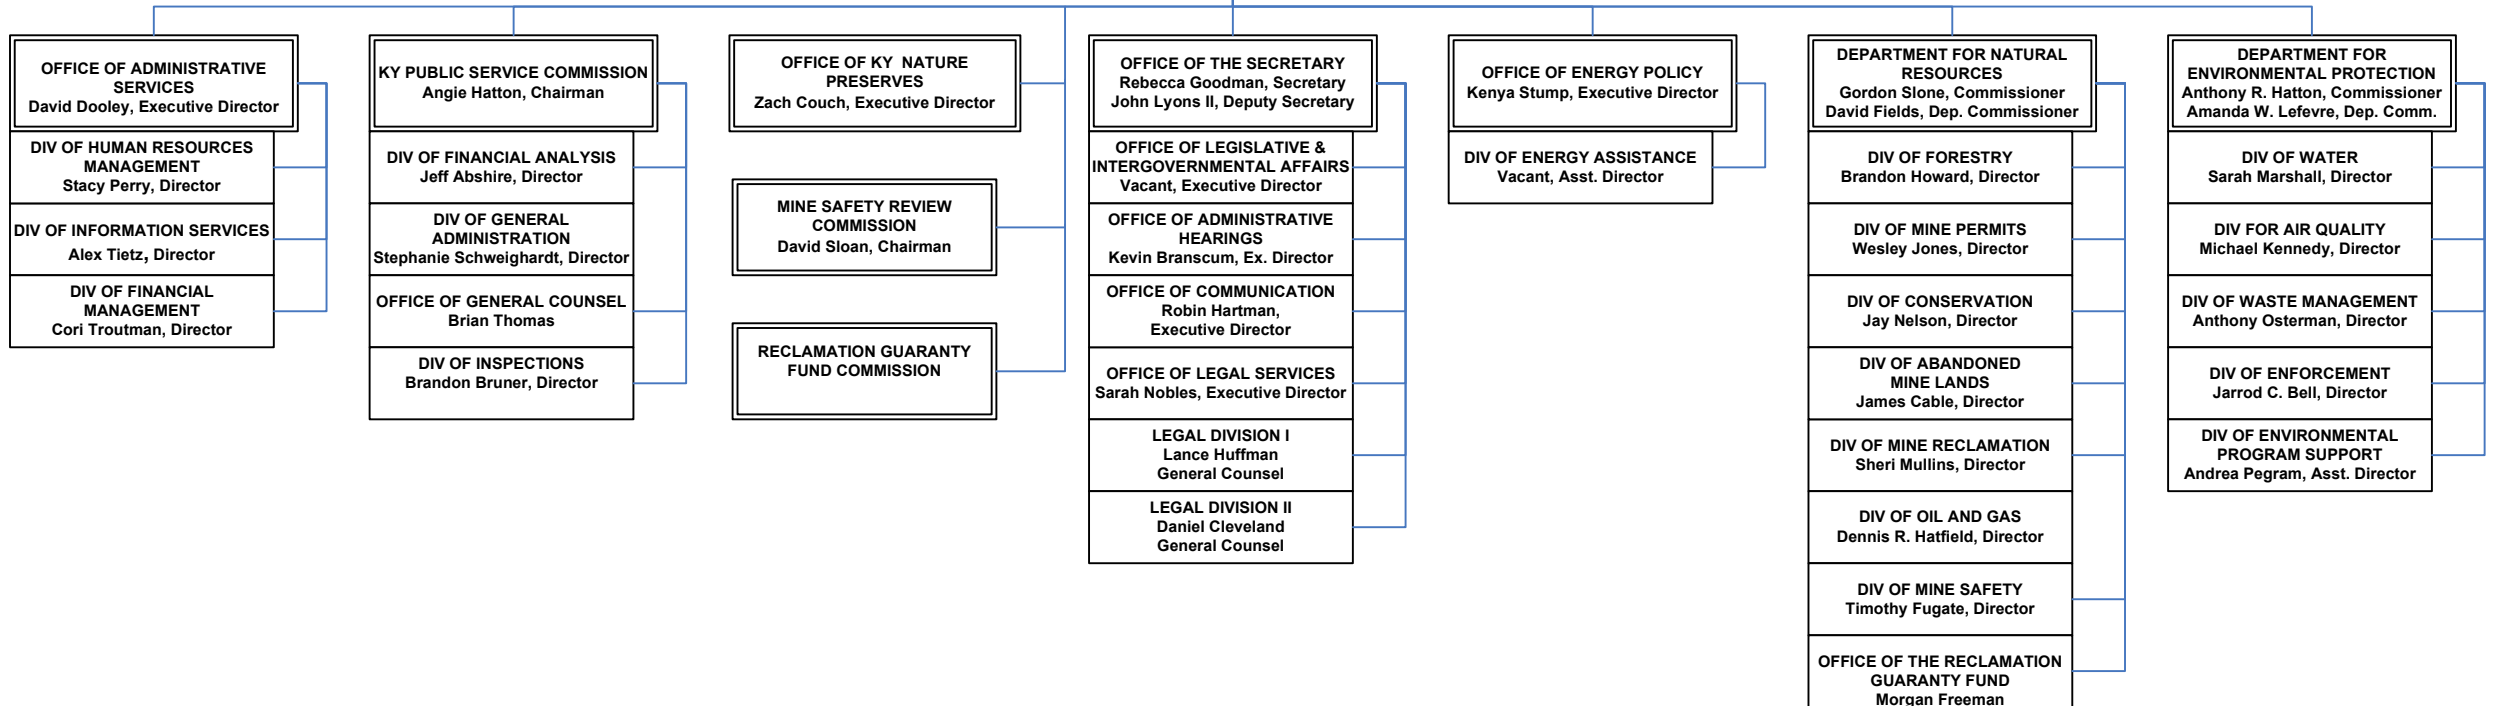 OFFICE OF ADMINISTRATIVE
SERVICES
David Dooley, Executive Director
DIV OF HUMAN RESOURCES
MANAGEMENT
Stacy Perry, Director
DIV OF INFORMATION SERVICES
Alex Tietz, Director
DIV OF FINANCIAL
MANAGEMENT
Cori Troutman, Director
KY PUBLIC SERVICE COMMISSION
Angie Hatton, Chairman
DIV OF FINANCIAL ANALYSIS
Jeff Abshire, Director
DIV OF GENERAL
ADMINISTRATION
Stephanie Schweighardt, Director
OFFICE OF GENERAL COUNSEL
Brian Thomas
DIV OF INSPECTIONS
Brandon Bruner, Director
OFFICE OF KY NATURE
PRESERVES
Zach Couch, Executive Director
MINE SAFETY REVIEW
COMMISSION
David Sloan, Chairman
RECLAMATION GUARANTY
FUND COMMISSION
OFFICE OF THE SECRETARY
Rebecca Goodman, Secretary
John Lyons II, Deputy Secretary
OFFICE OF LEGISLATIVE &
INTERGOVERNMENTAL AFFAIRS
Vacant, Executive Director
OFFICE OF ADMINISTRATIVE
HEARINGS
Kevin Branscum, Ex. Director
OFFICE OF COMMUNICATION
Robin Hartman,
Executive Director
OFFICE OF LEGAL SERVICES
Sarah Nobles, Executive Director
LEGAL DIVISION I
Lance Huffman
General Counsel
LEGAL DIVISION II
Daniel Cleveland
General Counsel
OFFICE OF ENERGY POLICY
Kenya Stump, Executive Director
DIV OF ENERGY ASSISTANCE
Vacant, Asst. Director
DEPARTMENT FOR NATURAL
RESOURCES
Gordon Slone, Commissioner
David Fields, Dep. Commissioner
DIV OF FORESTRY
Brandon Howard, Director
DIV OF MINE PERMITS
Wesley Jones, Director
DIV OF CONSERVATION
Jay Nelson, Director
DIV OF ABANDONED
MINE LANDS
James Cable, Director
DIV OF MINE RECLAMATION
Sheri Mullins, Director
DIV OF OIL AND GAS
Dennis R. Hatfield, Director
DIV OF MINE SAFETY
Timothy Fugate, Director
OFFICE OF THE RECLAMATION
GUARANTY FUND
Morgan Freeman
DEPARTMENT FOR
ENVIRONMENTAL PROTECTION
Anthony R. Hatton, Commissioner
Amanda W. Lefevre, Dep. Comm.
DIV OF WATER
Sarah Marshall, Director
DIV FOR AIR QUALITY
Michael Kennedy, Director
DIV OF WASTE MANAGEMENT
Anthony Osterman, Director
DIV OF ENFORCEMENT
Jarrod C. Bell, Director
DIV OF ENVIRONMENTAL
PROGRAM SUPPORT
Andrea Pegram, Asst. Director